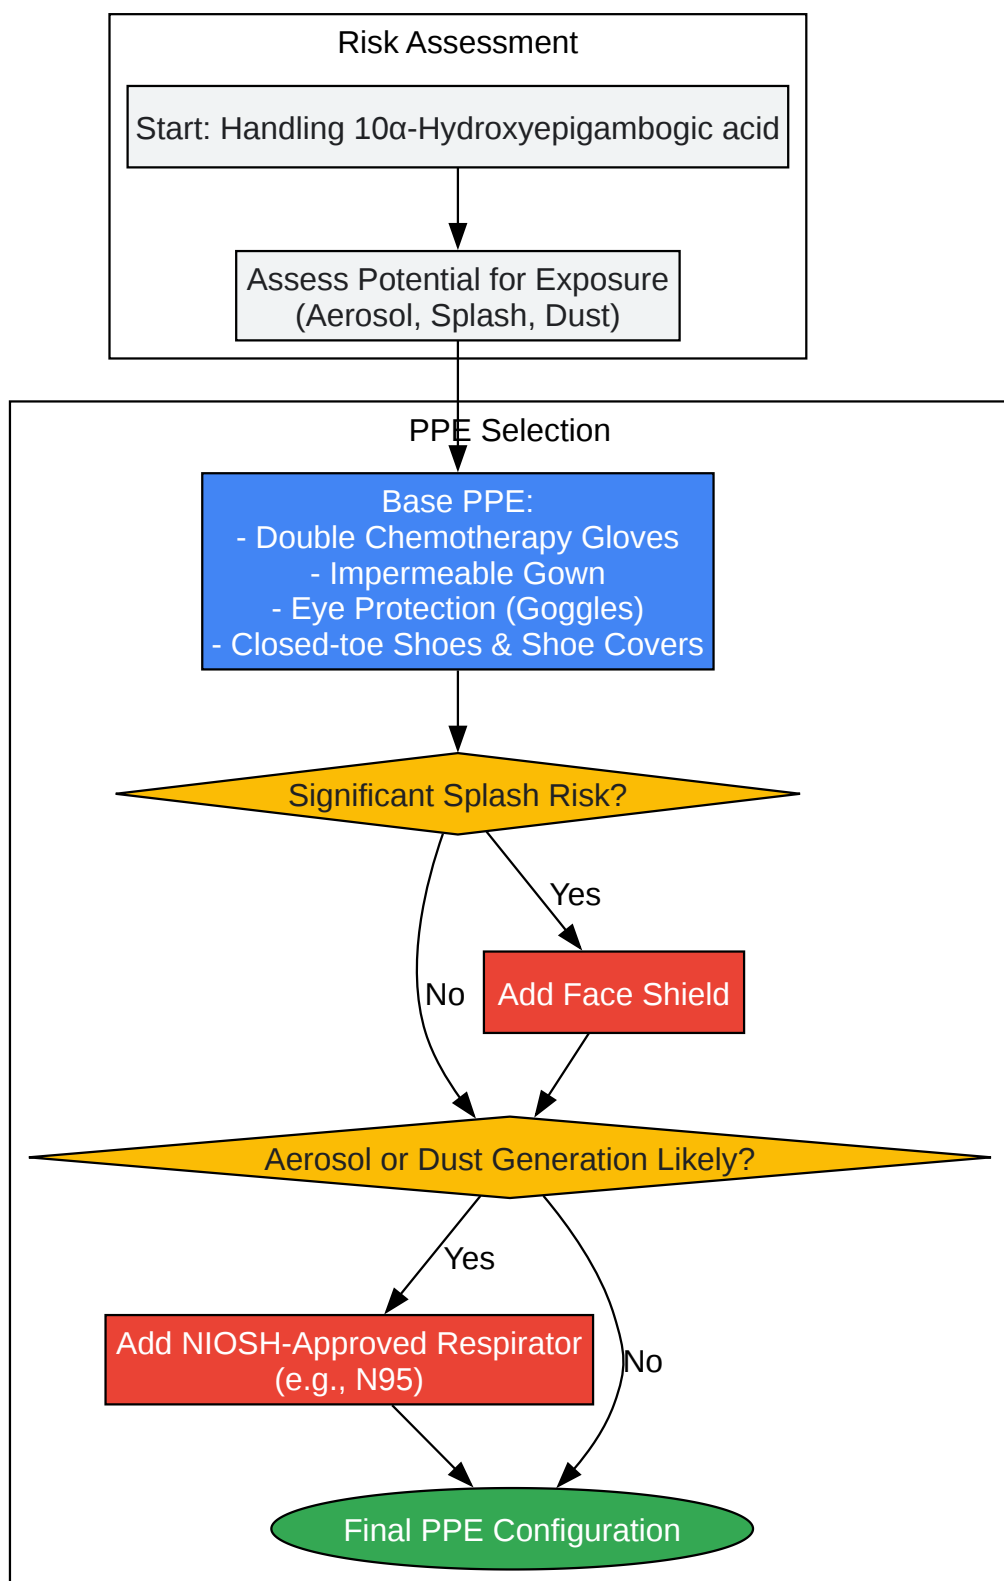 Risk Assessment
Start: Handling 10α-Hydroxyepigambogic acid
Assess Potential for Exposure
(Aerosol, Splash, Dust)
PPE Selection
Base PPE:
- Double Chemotherapy Gloves
- Impermeable Gown
- Eye Protection (Goggles)
- Closed-toe Shoes & Shoe Covers
Significant Splash Risk?
Yes
No
Add Face Shield
Aerosol or Dust Generation Likely?
Yes
Add NIOSH-Approved Respirator
(e.g., N95)
No
Final PPE Configuration